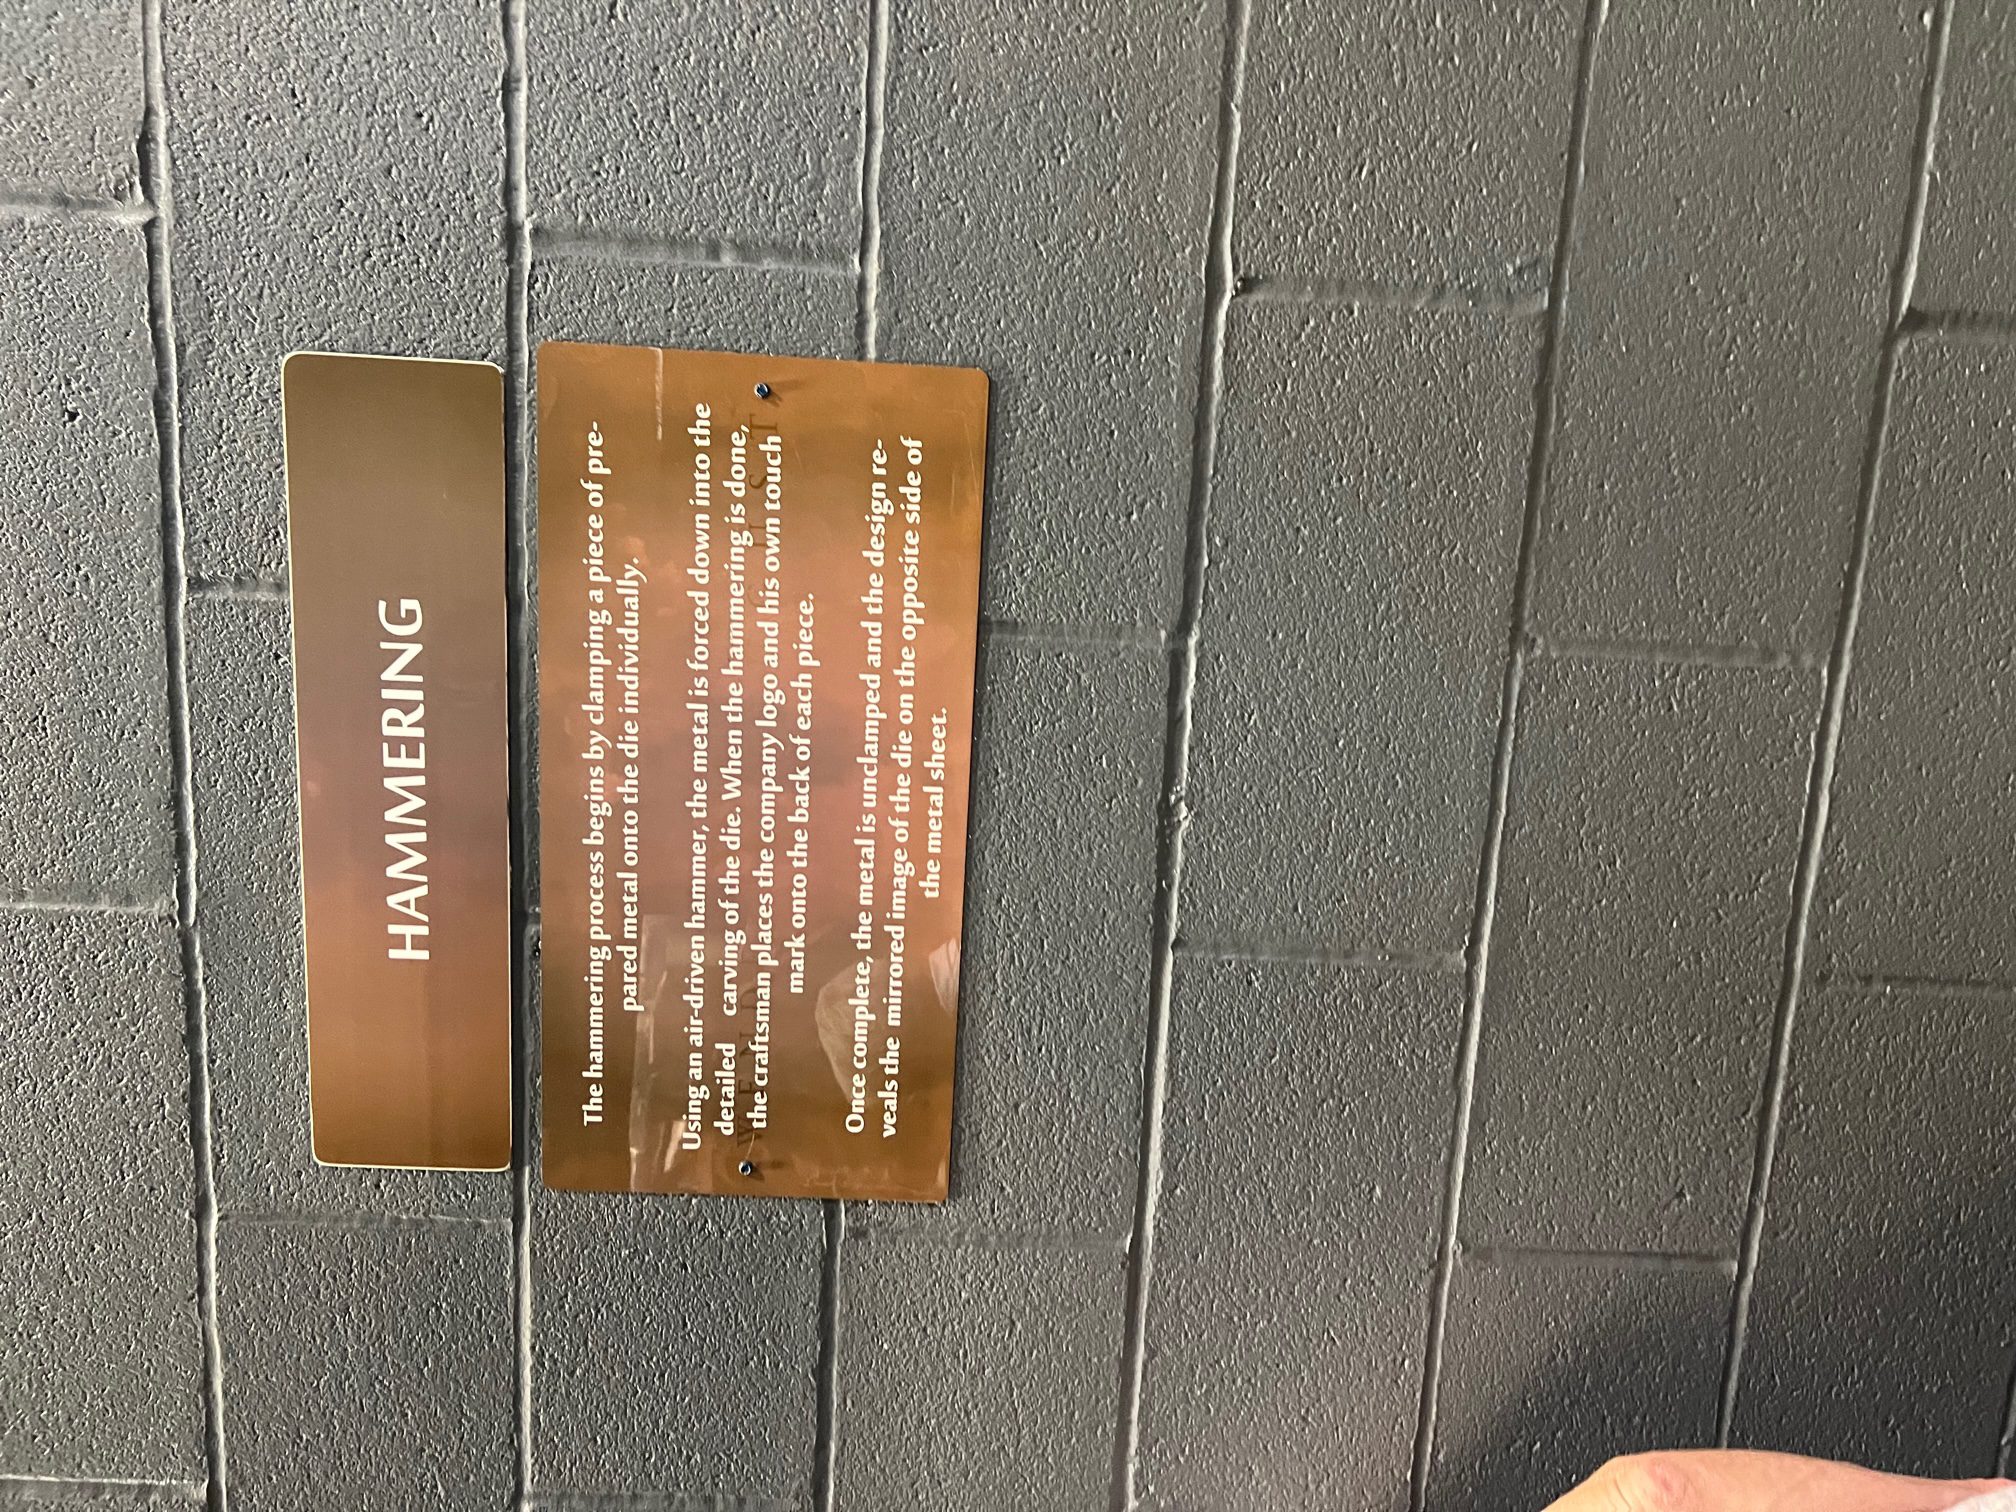 HAMMERING
The hammering process begins by clamping a piece of pre-
pared metal onto the die individually.
Using an air-driven hammer, the metal is forced down into the
detailed carving of the die. When the hammering is done,
the craftsman places the company logo and his own touch
mark onto the back of each piece.
Once complete, the metal is unclamped and the design re-
veals the mirrored image of the die on the opposite side of
the metal sheet.